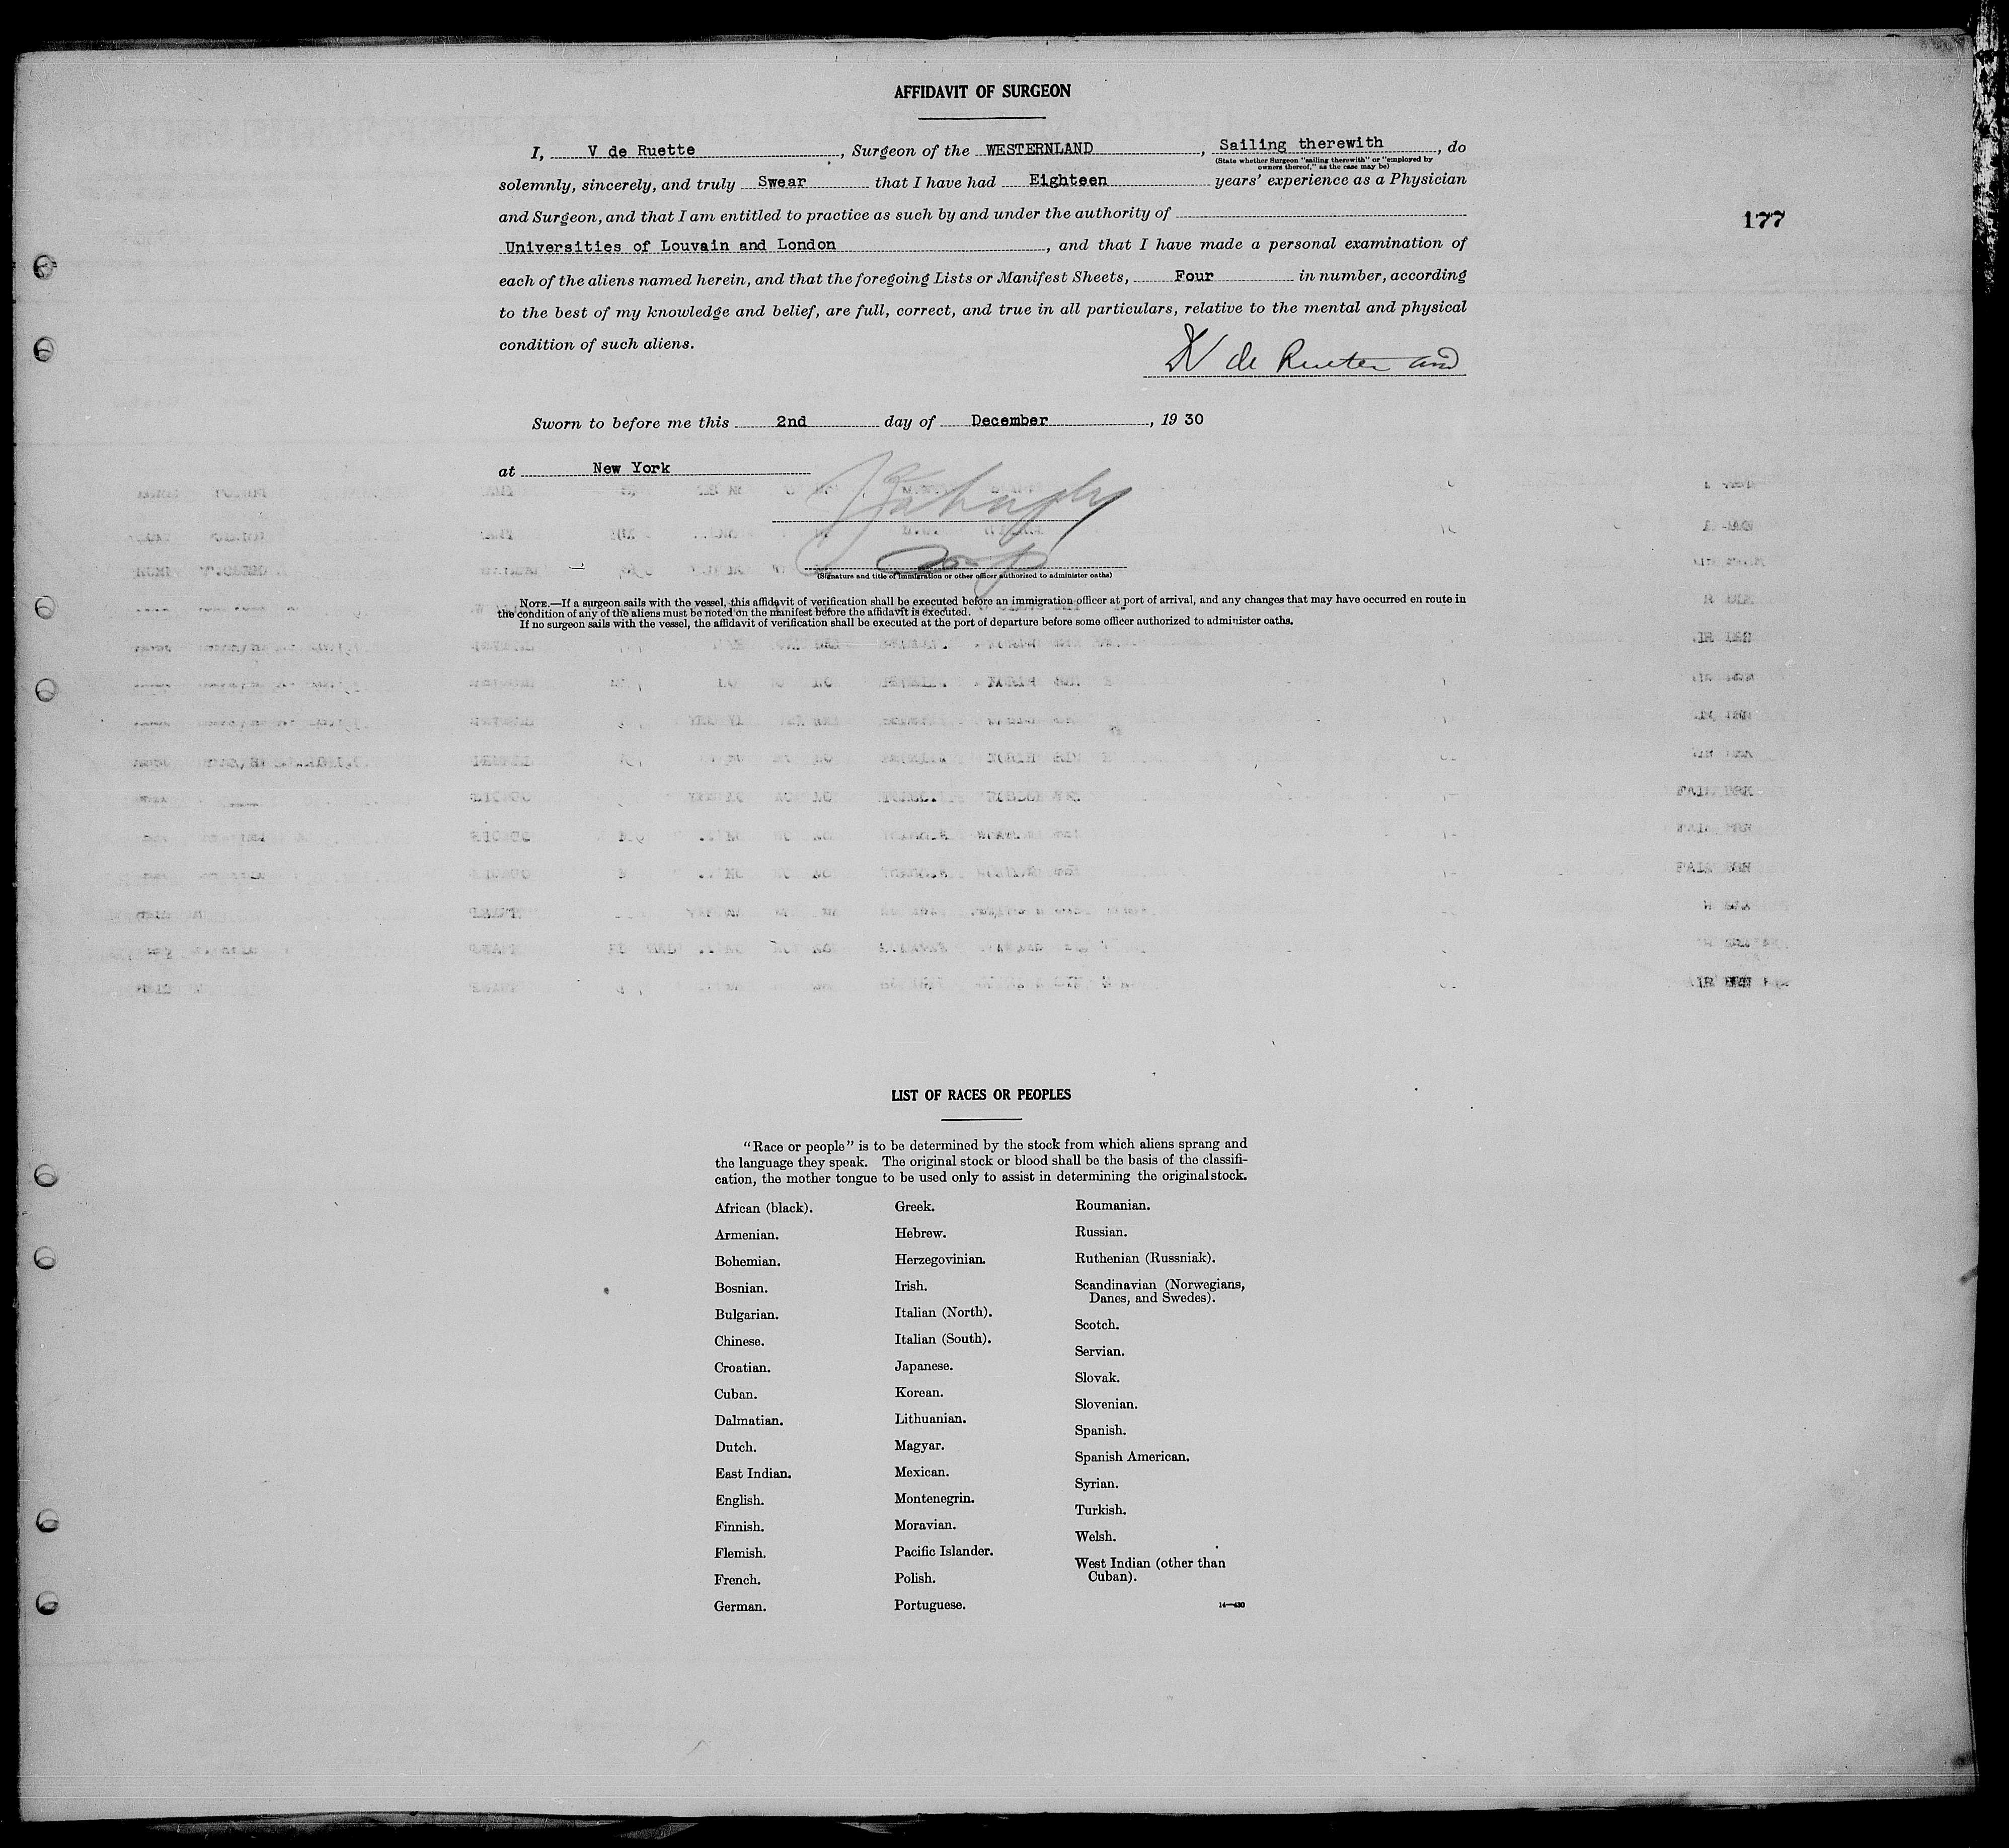 AFFIDAVIT OF SURGEON
I, V de Ruette, Surgeon of the WESTERNLAND, Sailing therewith, do
(State whether Surgeon "sailing therewith" or "employed by
owners thereof," as the case may be)
solemnly, sincerely, and truly Swear that I have had Eighteen years' experience as a Physician
and Surgeon, and that I am entitled to practice as such by and under the authority of
177
Universities of Louvain and London, and that I have made a personal examination of
each of the aliens named herein, and that the foregoing Lists or Manifest Sheets, Four in number, according
to the best of my knowledge and belief, are full, correct, and true in all particulars, relative to the mental and physical
condition of such aliens.
de
Sworn to before me this 2nd day of December, 19 30
at New York
(Signature and title of immigration or other officer authorized to administer oaths)
NOTE.—If a surgeon sails with the vessel, this affidavit of verification shall be executed before an immigration officer at port of arrival, and any changes that may have occurred en route in
the condition of any of the aliens must be noted on the manifest before the affidavit is executed.
If no surgeon sails with the vessel, the affidavit of verification shall be executed at the port of departure before some officer authorized to administer oaths.
LIST OF RACES OR PEOPLES
"Race or people" is to be determined by the stock from which aliens sprang and
the language they speak. The original stock or blood shall be the basis of the classifi-
cation, the mother tongue to be used only to assist in determining the original stock.
African (black).
Armenian.
Bohemian.
Bosnian.
Bulgarian.
Chinese.
Croatian.
Cuban.
Dalmatian.
Dutch.
East Indian.
English.
Finnish.
Flemish.
French.
German.
Greek.
Hebrew.
Herzegovinian.
Irish.
Italian (North).
Italian (South).
Japanese.
Korean.
Lithuanian.
Magyar.
Mexican.
Montenegrin.
Moravian.
Pacific Islander.
Polish.
Portuguese.
Roumanian.
Russian.
Ruthenian (Russniak).
Scandinavian (Norwegians,
Danes, and Swedes).
Scotch.
Servian.
Slovak.
Slovenian.
Spanish.
Spanish American.
Syrian.
Turkish.
Welsh.
West Indian (other than
Cuban).
14—430